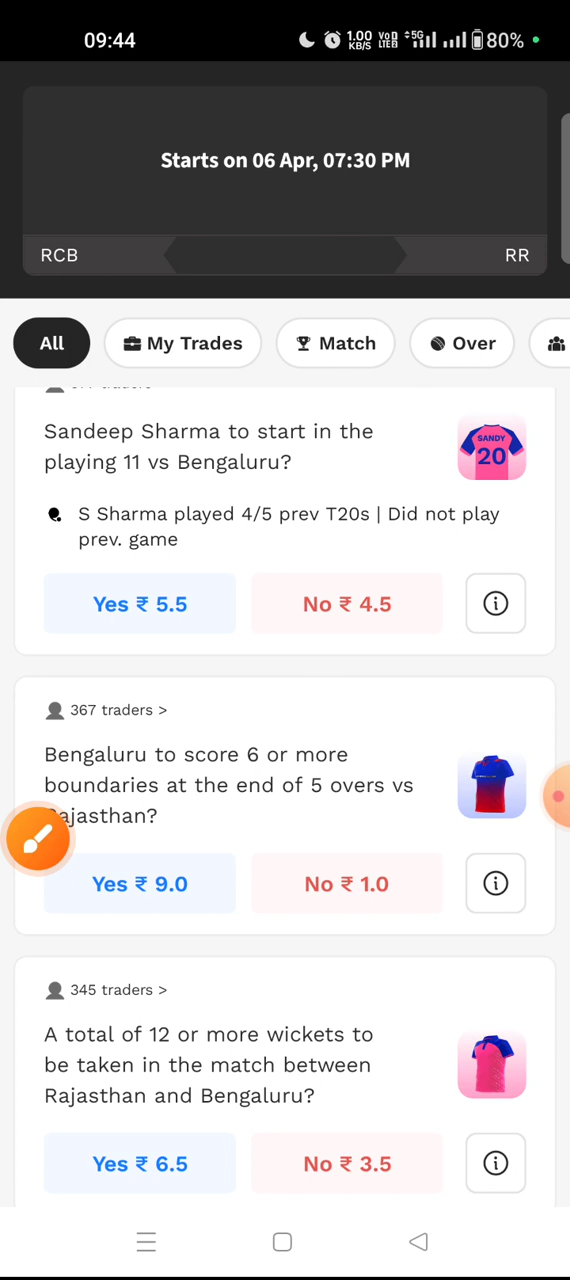 09:44
1.00 KB/S
Vo) LTE
5G
80%
Starts on 06 Apr, 07:30 PM
RCB
RR
All
My Trades
Match
Over
Sandeep Sharma to start in the
playing 11 vs Bengaluru?
SANDY
20
S Sharma played 4/5 prev T20s | Did not play
prev. game
Yes ₹ 5.5
No ₹ 4.5
367 traders >
Bengaluru to score 6 or more
boundaries at the end of 5 overs vs
Rajasthan?
Yes ₹ 9.0
No ₹ 1.0
345 traders >
A total of 12 or more wickets to
be taken in the match between
Rajasthan and Bengaluru?
Yes ₹ 6.5
No ₹ 3.5